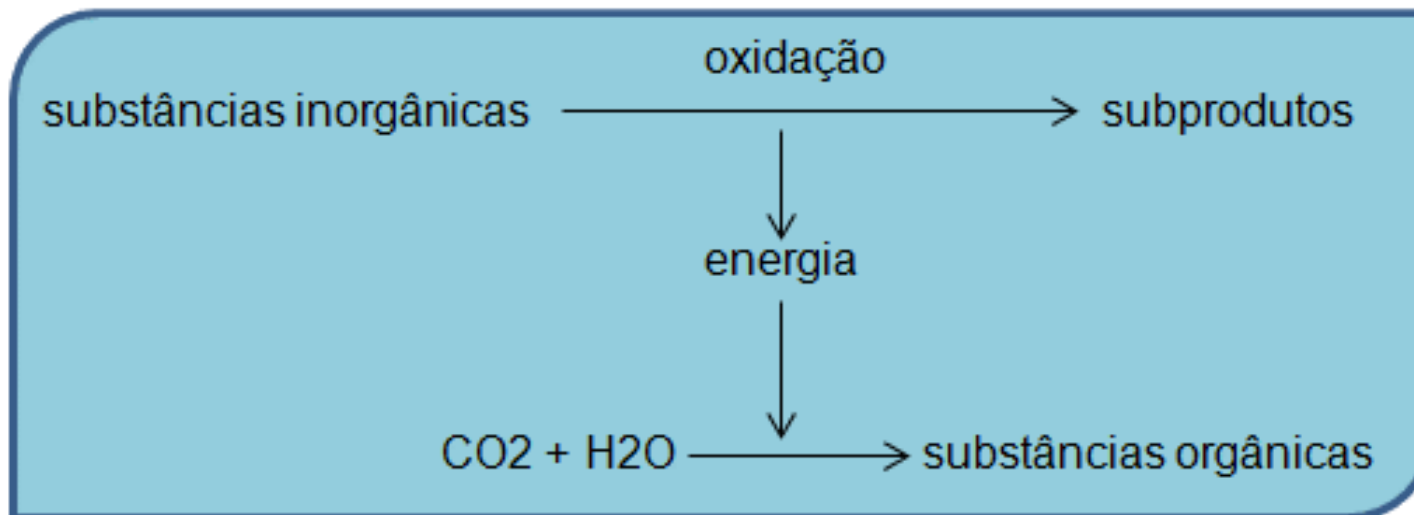 oxidação
substâncias inorgânicas subprodutos
energia
CO2 + H2O substâncias orgânicas